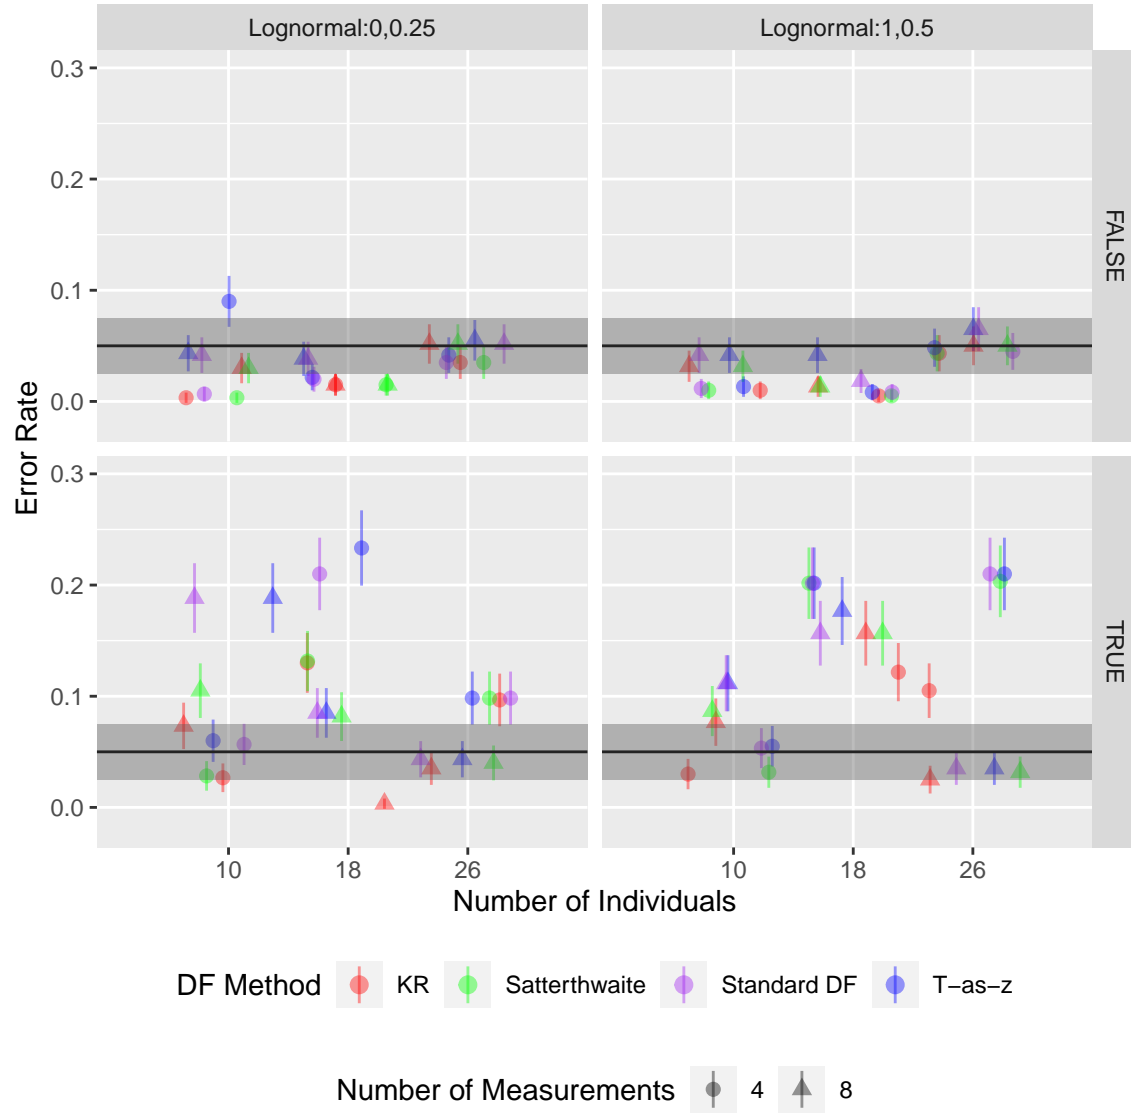 Lognormal:0,0.25 Lognormal:1,0.5
0.3
0.2
0.1
0.0
FALSE
0.3
0.2
0.1
0.0
TRUE
Error Rate
10 18 26 10 18 26
Number of Individuals
DF Method KR Satterthwaite Standard DF T−as−z
Number of Measurements 4 8